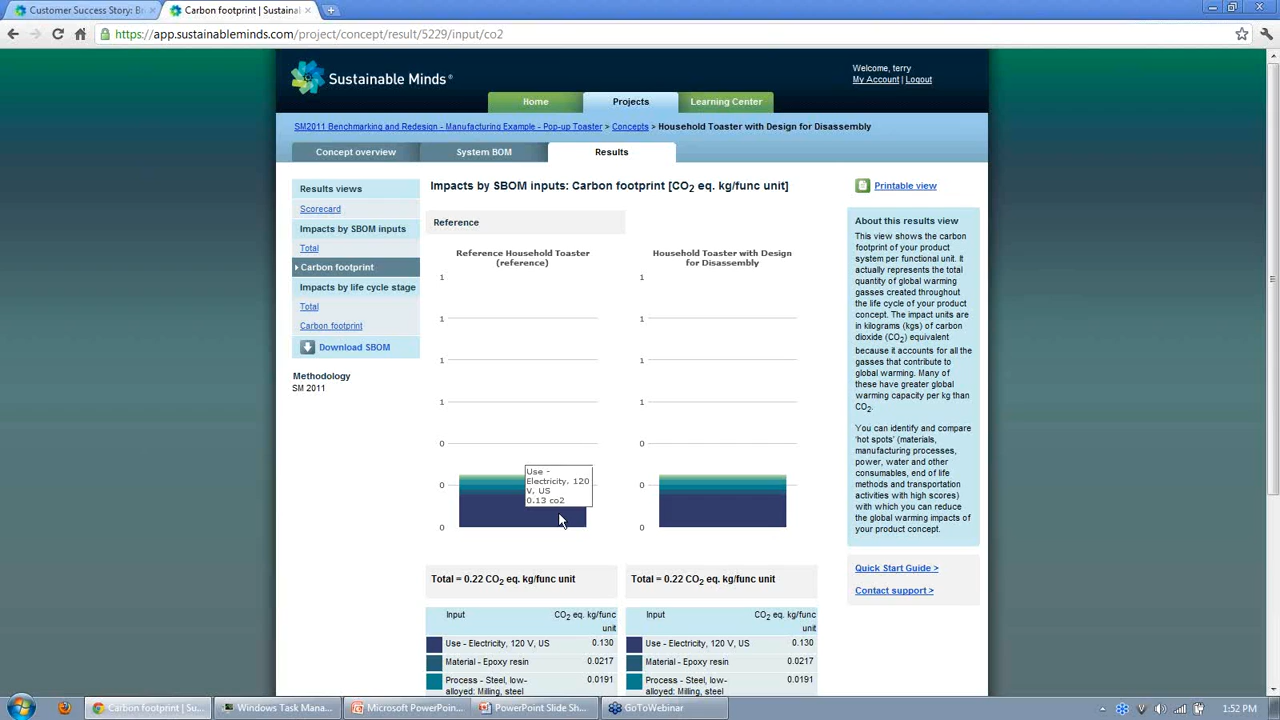 Customer Success Story: B
Carbon footprint | Sustaina
https://app.sustainableminds.com/project/concept/result/5229/input/co2
Sustainable Minds®
Welcome, terry
My Account | Logout
Home
Projects
Learning Center
SM2011 Benchmarking and Redesign - Manufacturing Example - Pop-up Toaster > Concepts > Household Toaster with Design for Disassembly
Concept overview
System BOM
Results
Results views
Scorecard
Impacts by SBOM inputs
Total
Carbon footprint
Impacts by life cycle stage
Total
Carbon footprint
Download SBOM
Methodology
SM 2011
Impacts by SBOM inputs: Carbon footprint [CO2 eq. kg/func unit]
Reference
Reference Household Toaster
(reference)
1
1
1
1
0
0
0
Use -
Electricity, 120
V, US
0.13 co2
Household Toaster with Design
for Disassembly
1
1
1
1
0
0
0
Total = 0.22 CO2 eq. kg/func unit
Total = 0.22 CO2 eq. kg/func unit
Input CO2 eq. kg/func
unit
Use - Electricity, 120 V, US 0.130
Material - Epoxy resin 0.0217
Process - Steel, low- 0.0191
alloyed: Milling, steel
Input CO2 eq. kg/func
unit
Use - Electricity, 120 V, US 0.130
Material - Epoxy resin 0.0217
Process - Steel, low- 0.0191
alloyed: Milling, steel
Printable view
About this results view
This view shows the carbon
footprint of your product
system per functional unit. It
actually represents the total
quantity of global warming
gasses created throughout
the life cycle of your product
concept. The impact units are
in kilograms (kgs) of carbon
dioxide (CO2) equivalent
because it accounts for all the
gasses that contribute to
global warming. Many of
these have greater global
warming capacity per kg than
CO2.
You can identify and compare
'hot spots' (materials,
manufacturing processes,
power, water and other
consumables, end of life
methods and transportation
activities with high scores)
with which you can reduce
the global warming impacts of
your product concept.
Quick Start Guide >
Contact support >
Carbon footprint | Su...
Windows Task Mana...
Microsoft PowerPoin...
PowerPoint Slide Sh...
GoToWebinar
1:52 PM